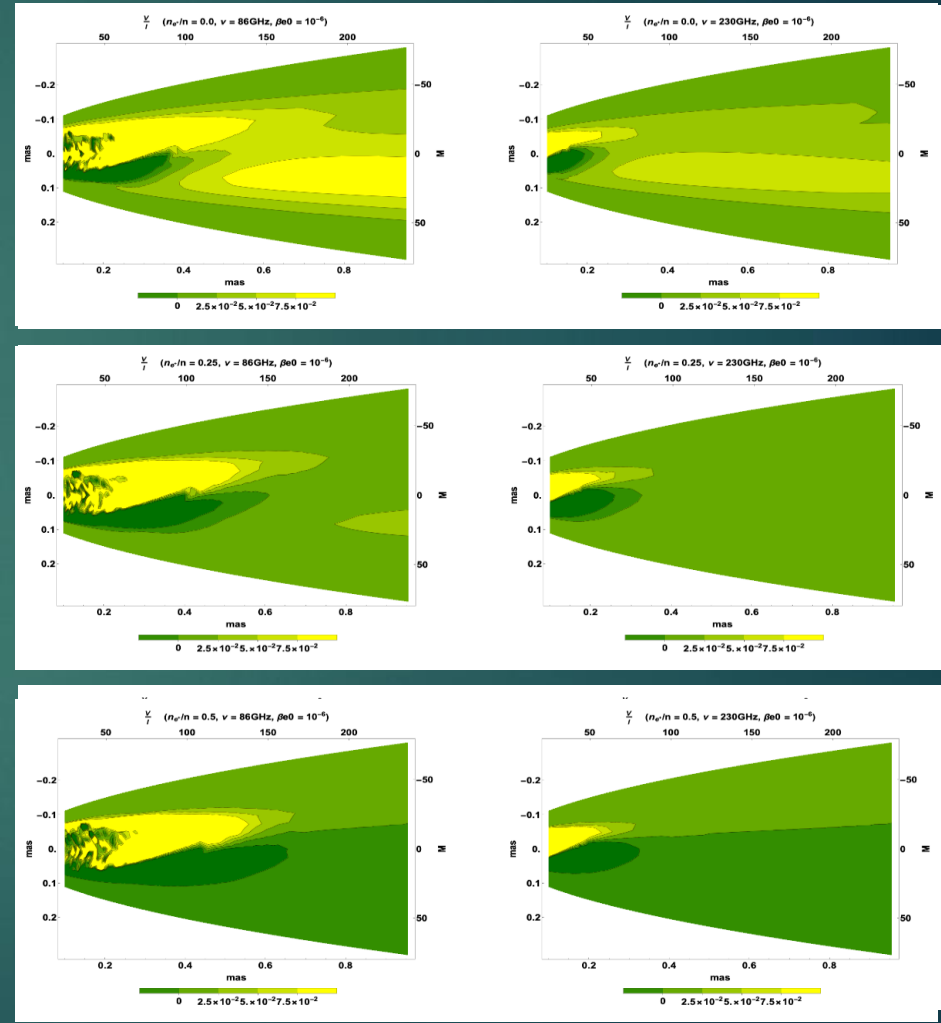 V/I (nₑ⁺/n = 0.0, ν = 86GHz, βe0 = 10⁻⁶)
50 100 150 200
−0.2
−0.1
0.
0.1
0.2
mas
−50
0
50
M
0.2 0.4 0.6 0.8
mas
0 2.5×10⁻² 5.×10⁻² 7.5×10⁻²
V/I (nₑ⁺/n = 0.0, ν = 230GHz, βe0 = 10⁻⁶)
50 100 150 200
−0.2
−0.1
0.
0.1
0.2
mas
−50
0
50
M
0.2 0.4 0.6 0.8
mas
0 2.5×10⁻² 5.×10⁻² 7.5×10⁻²
V/I (nₑ⁺/n = 0.25, ν = 86GHz, βe0 = 10⁻⁶)
50 100 150 200
−0.2
−0.1
0.
0.1
0.2
mas
−50
0
50
M
0.2 0.4 0.6 0.8
mas
0 2.5×10⁻² 5.×10⁻² 7.5×10⁻²
V/I (nₑ⁺/n = 0.25, ν = 230GHz, βe0 = 10⁻⁶)
50 100 150 200
−0.2
−0.1
0.
0.1
0.2
mas
−50
0
50
M
0.2 0.4 0.6 0.8
mas
0 2.5×10⁻² 5.×10⁻² 7.5×10⁻²
V/I (nₑ⁺/n = 0.5, ν = 86GHz, βe0 = 10⁻⁶)
50 100 150 200
−0.2
−0.1
0.
0.1
0.2
mas
−50
0
50
M
0.2 0.4 0.6 0.8
mas
0 2.5×10⁻² 5.×10⁻² 7.5×10⁻²
V/I (nₑ⁺/n = 0.5, ν = 230GHz, βe0 = 10⁻⁶)
50 100 150 200
−0.2
−0.1
0.
0.1
0.2
mas
−50
0
50
M
0.2 0.4 0.6 0.8
mas
0 2.5×10⁻² 5.×10⁻² 7.5×10⁻²